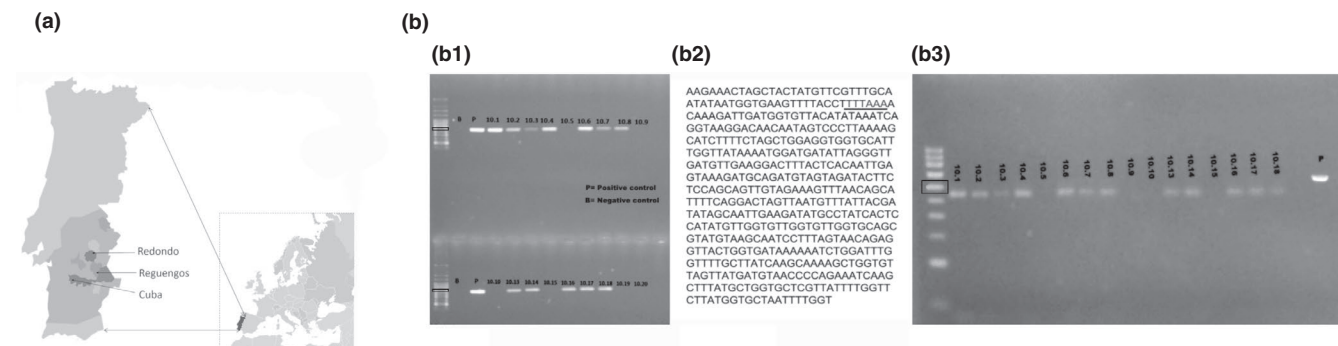 (a)
Redondo
Reguengos
Cuba
(b)
(b1)
B P 10.1 10.2 10.3 10.4 10.5 10.6 10.7 10.8 10.9
P= Positive control
B= Negative control
B P 10.10 10.13 10.14 10.15 10.16 10.17 10.18 10.19 10.20
(b2)
AAGAAACTAGCTACTATGTTCGTTTGCA
ATATAATGGTGAAGTTTTACCTTTTAAAA
CAAAGATTGATGGTGTTACATATAAATCA
GGTAAGGACAACAATAGTCCCTTAAAAG
CATCTTTTCTAGCTGGAGGTGGTGCATT
TGGTTATAAAATGGATGATATTAGGGTT
GATGTTGAAGGACTTTACTCACAATTGA
GTAAAGATGCAGATGTAGTAGATACTTC
TCCAGCAGTTGTAGAAAGTTTAACAGCA
TTTTCAGGACTAGTTAATGTTTATTACGA
TATAGCAATTGAAGATATGCCTATCACTC
CATATGTTGGTGTTGGTGTTGGTGCAGC
GTATGTAAGCAATCCTTTAGTAACAGAG
GTTACTGGTGATAAAAAATCTGGATTTG
GTTTTGCTTATCAAGCAAAAGCTGGTGT
TAGTTATGATGTAACCCCAGAAATCAAG
CTTTATGCTGGTGCTCGTTATTTTGGTT
CTTATGGTGCTAATTTTGGT
(b3)
10.1 10.2 10.3 10.4 10.5 10.6 10.7 10.8 10.9 10.10 10.13 10.14 10.15 10.16 10.17 10.18 P